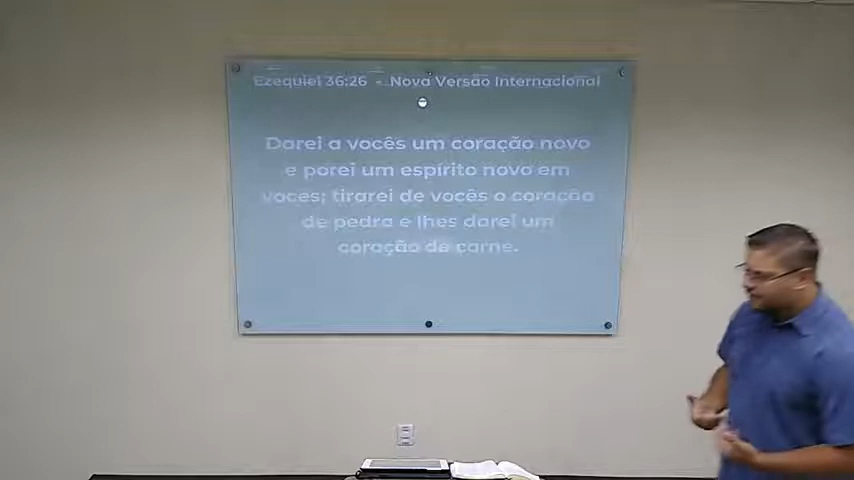 Ezequiel 36:26 - Nova Versão Internacional
Darei a vocês um coração novo
e porei um espírito novo em
vocês; tirarei de vocês o coração
de pedra e lhes darei um
coração de carne.